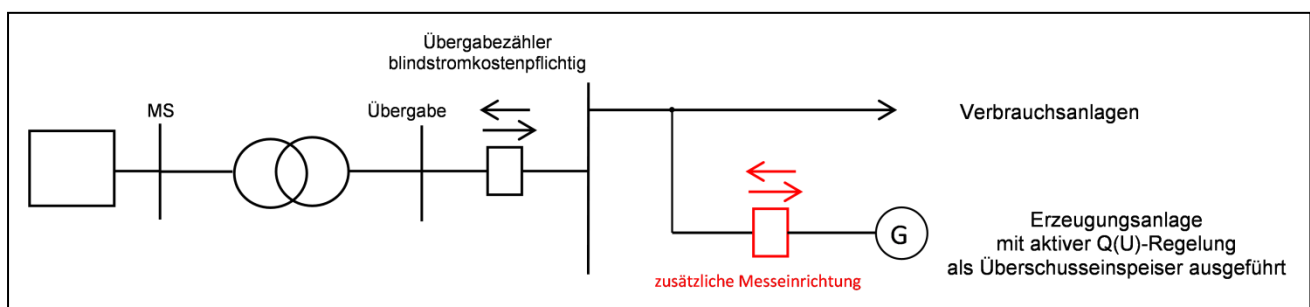 Übergabezähler
blindstromkostenpflichtig
MS
Übergabe
Verbrauchsanlagen
G
Erzeugungsanlage
mit aktiver Q(U)-Regelung
als Überschusseinspeiser ausgeführt
zusätzliche Messeinrichtung